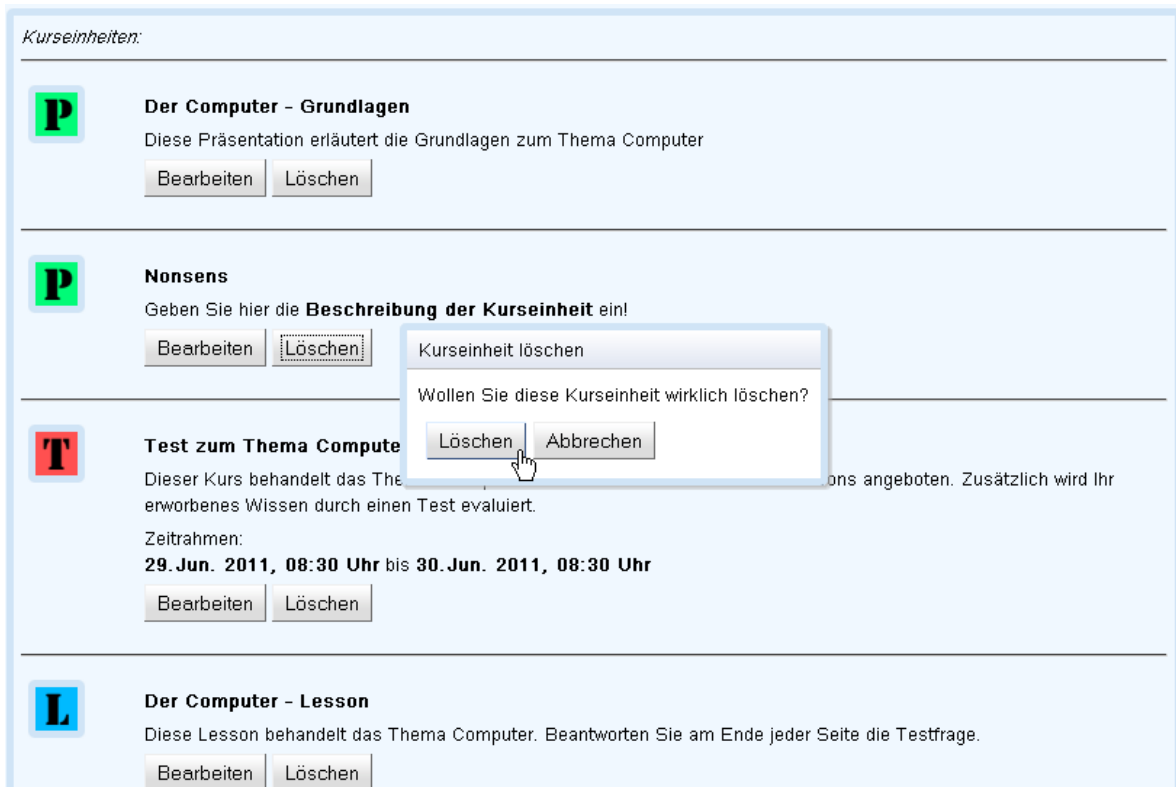 Kurseinheiten:
P
Der Computer - Grundlagen
Diese Präsentation erläutert die Grundlagen zum Thema Computer
Bearbeiten Löschen
P
Nonsens
Geben Sie hier die Beschreibung der Kurseinheit ein!
Bearbeiten Löschen
Kurseinheit löschen
Wollen Sie diese Kurseinheit wirklich löschen?
Löschen Abbrechen
T
Test zum Thema Compute
Dieser Kurs behandelt das The ons angeboten. Zusätzlich wird Ihr
erworbenes Wissen durch einen Test evaluiert.
Zeitrahmen:
29.Jun. 2011, 08:30 Uhr bis 30.Jun. 2011, 08:30 Uhr
Bearbeiten Löschen
L
Der Computer - Lesson
Diese Lesson behandelt das Thema Computer. Beantworten Sie am Ende jeder Seite die Testfrage.
Bearbeiten Löschen